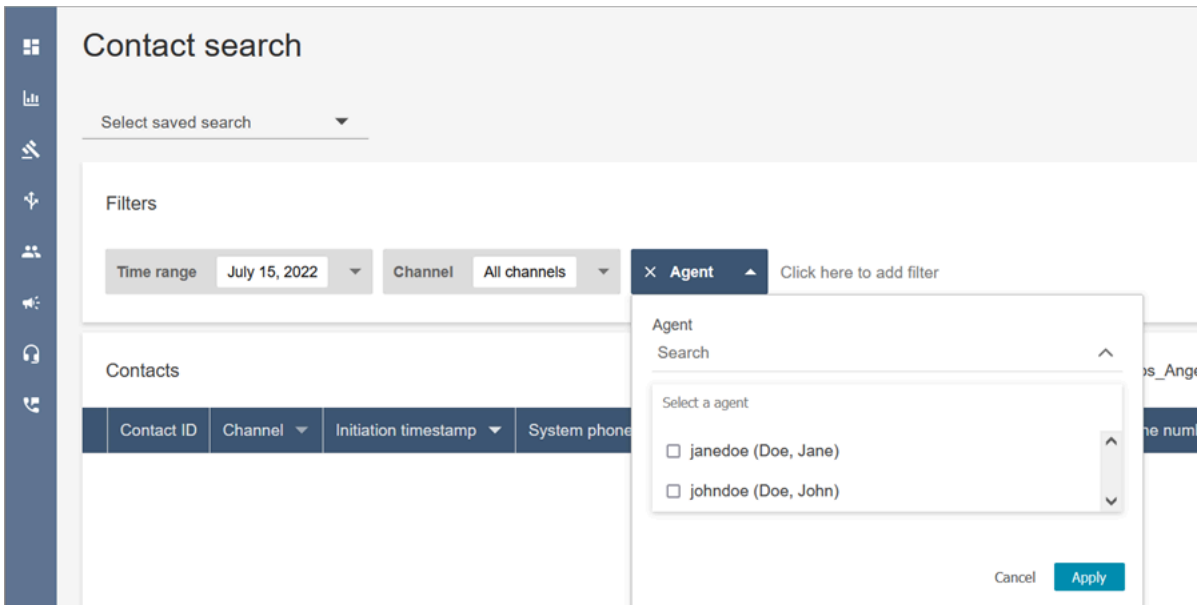 Contact search
Select saved search
Filters
Time range July 15, 2022 Channel All channels Agent Click here to add filter
Agent
Search
Contacts
Select a agent
Contact ID Channel Initiation timestamp System phone
janedoe (Doe, Jane)
johndoe (Doe, John)
Cancel Apply